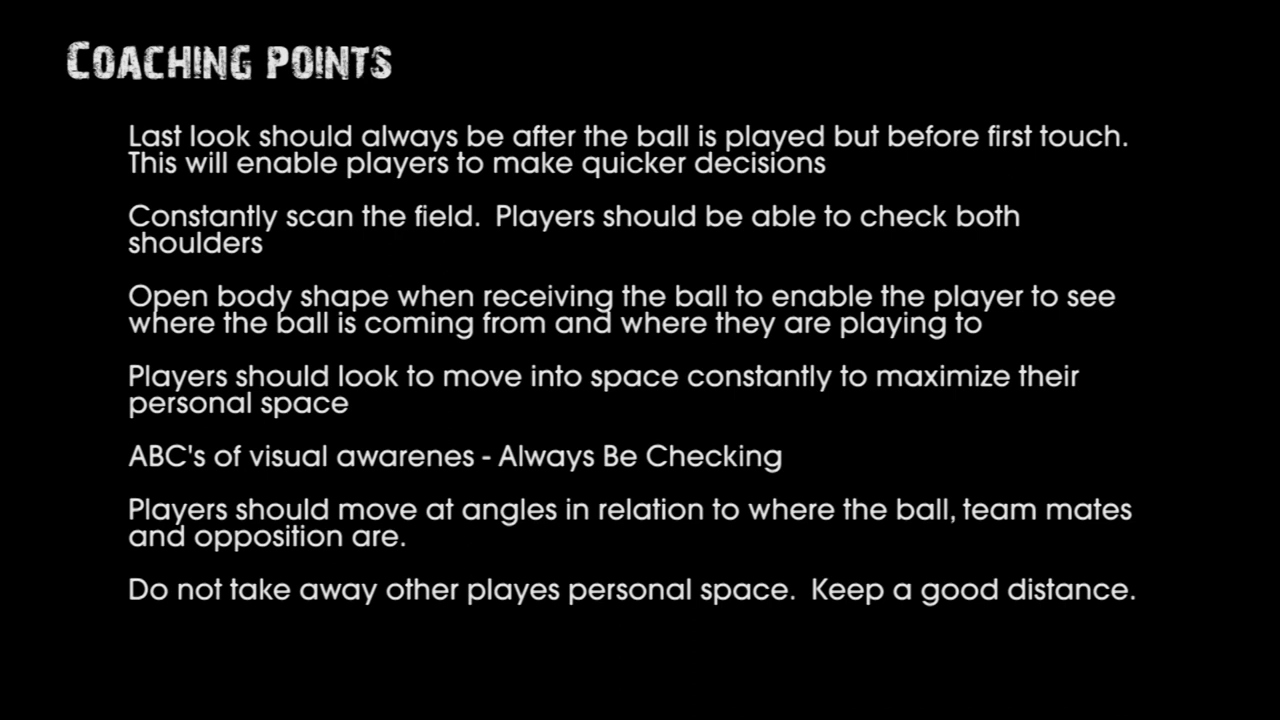 Coaching points
Last look should always be after the ball is played but before first touch.
This will enable players to make quicker decisions
Constantly scan the field.  Players should be able to check both
shoulders
Open body shape when receiving the ball to enable the player to see
where the ball is coming from and where they are playing to
Players should look to move into space constantly to maximize their
personal space
ABC's of visual awarenes - Always Be Checking
Players should move at angles in relation to where the ball, team mates
and opposition are.
Do not take away other playes personal space.  Keep a good distance.